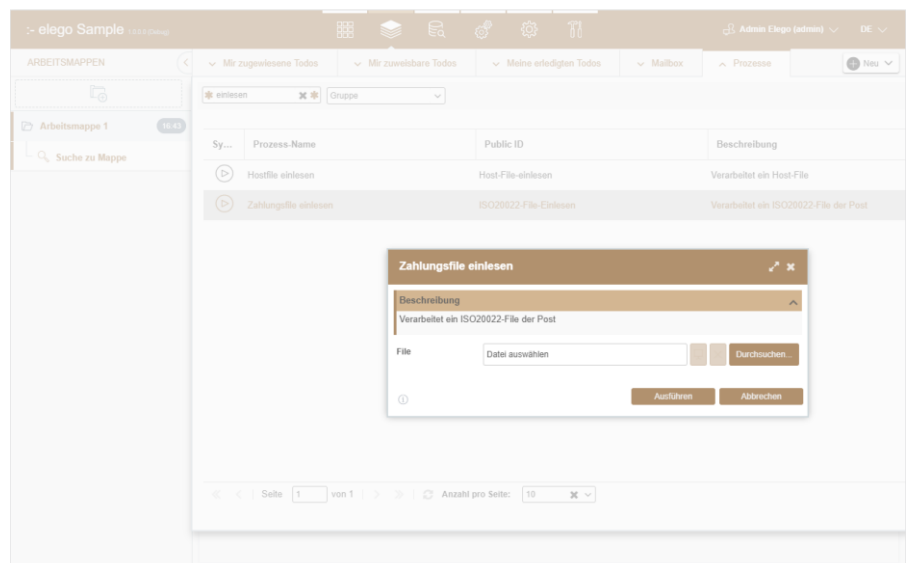 :- elego Sample
Admin Elego (admin) DE
ARBEITSMAPPEN
Mir zugewiesene Todos Mir zuweisbare Todos Meine erledigten Todos Mailbox Prozesse Neu
einlesen Gruppe
Arbeitsmappe 1 16:43
Suche zu Mappe
Sy... Prozess-Name Public ID Beschreibung
Hostfile einlesen Host-File-einlesen Verarbeitet ein Host-File
Zahlungsfile einlesen ISO20022-File-Einlesen Verarbeitet ein ISO20022-File der Post
Zahlungsfile einlesen
Beschreibung
Verarbeitet ein ISO20022-File der Post
File Datei auswählen Durchsuchen...
Ausführen Abbrechen
Seite 1 von 1 Anzahl pro Seite: 10